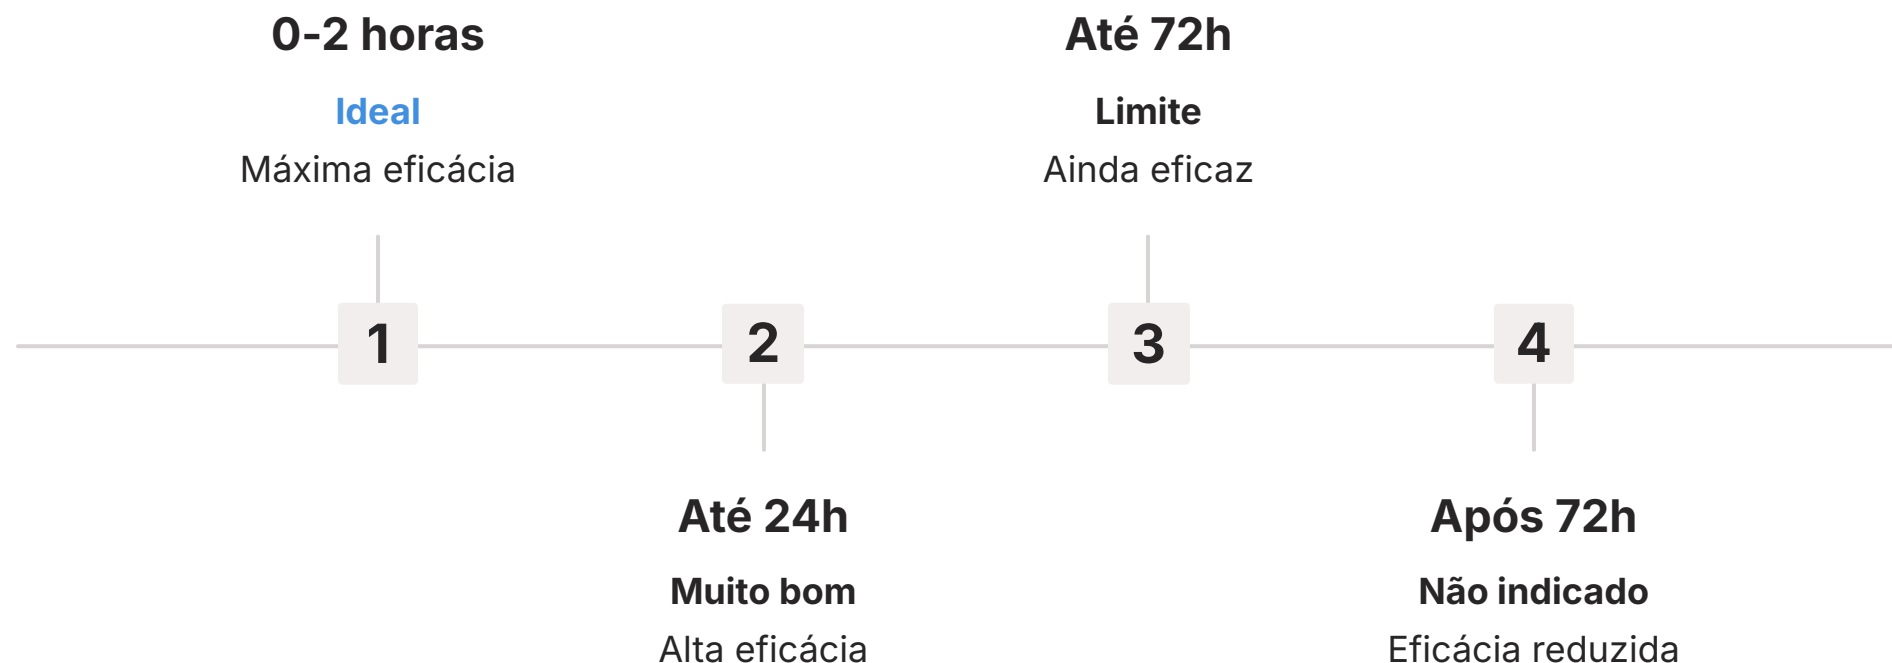 0-2 horas
Ideal
Máxima eficácia
Até 72h
Limite
Ainda eficaz
1
2
3
4
Até 24h
Muito bom
Alta eficácia
Após 72h
Não indicado
Eficácia reduzida